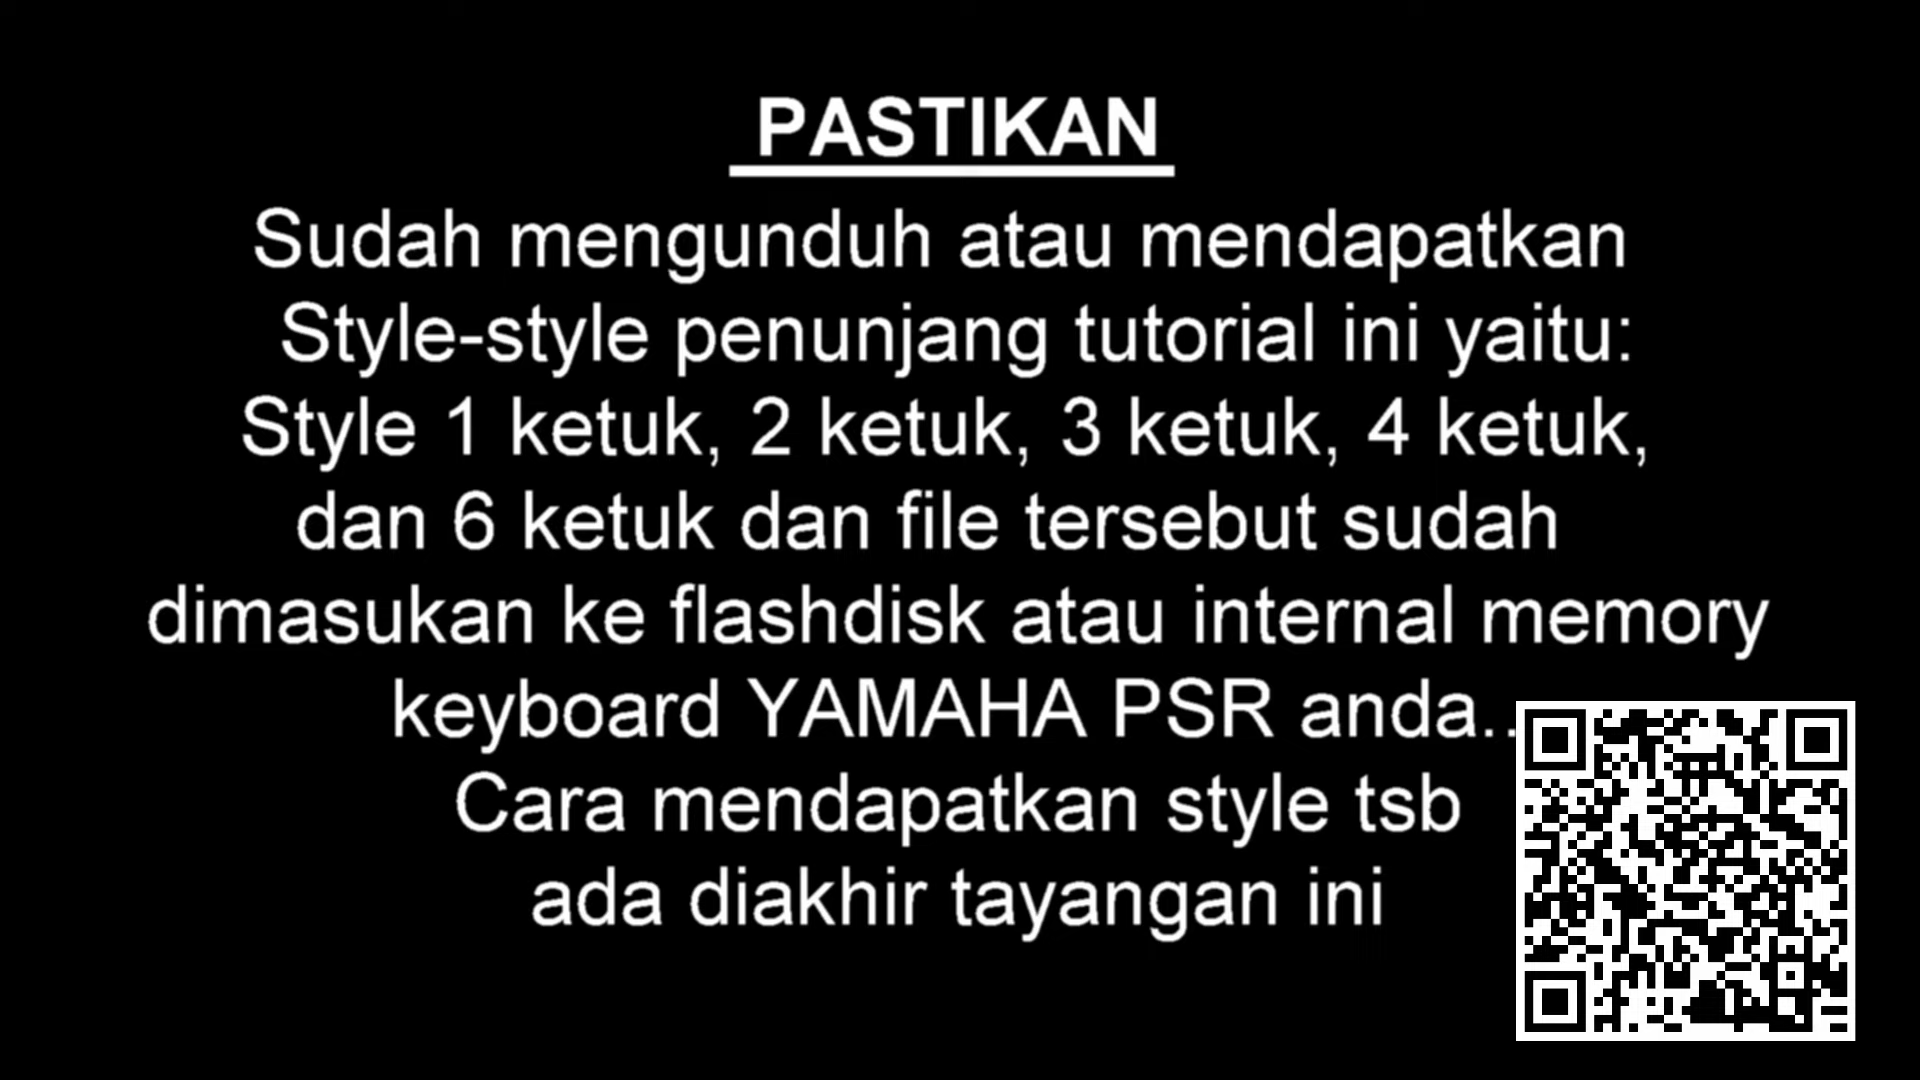 PASTIKAN
Sudah mengunduh atau mendapatkan
Style-style penunjang tutorial ini yaitu:
Style 1 ketuk, 2 ketuk, 3 ketuk, 4 ketuk,
dan 6 ketuk dan file tersebut sudah
dimasukan ke flashdisk atau internal memory
keyboard YAMAHA PSR anda..
Cara mendapatkan style tsb
ada diakhir tayangan ini